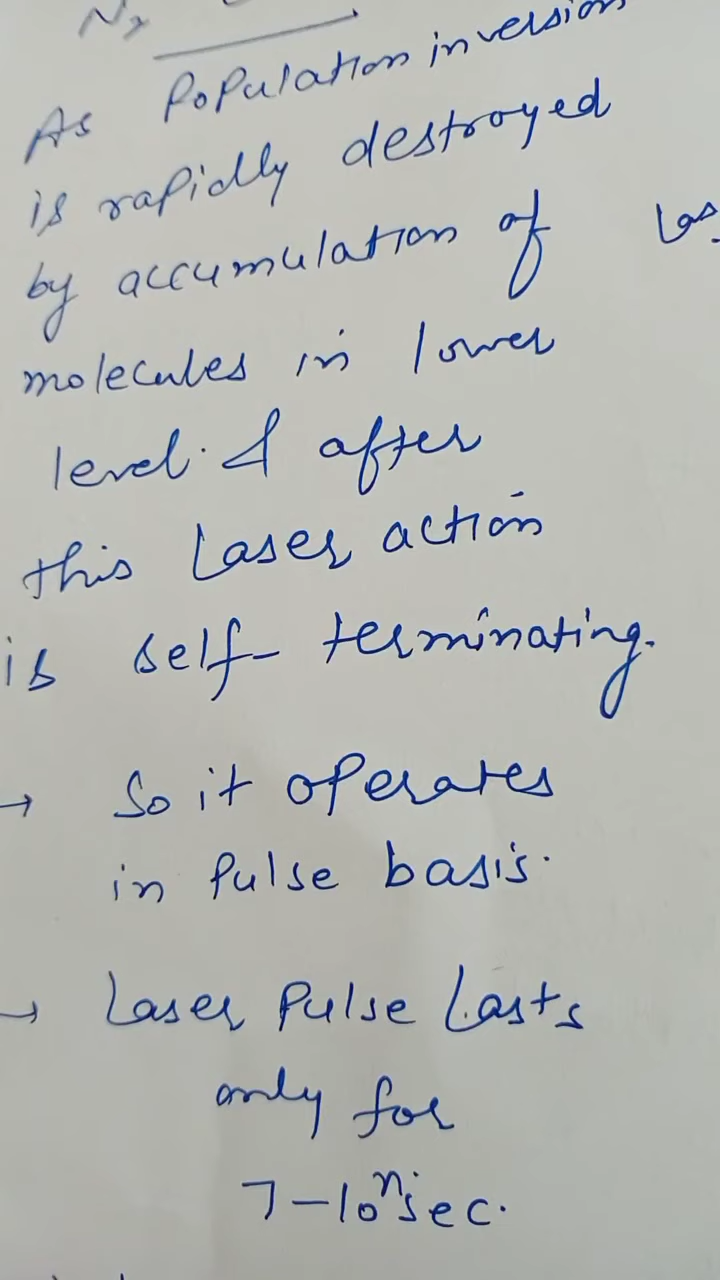 N₂
As Population inversion
is rapidly destroyed
by accumulation of
molecules in lower
level. & after
this Laser action
is self- terminating.
→ So it operates
in Pulse basis.
→ Laser Pulse Lasts
only for
7-10 nsec.